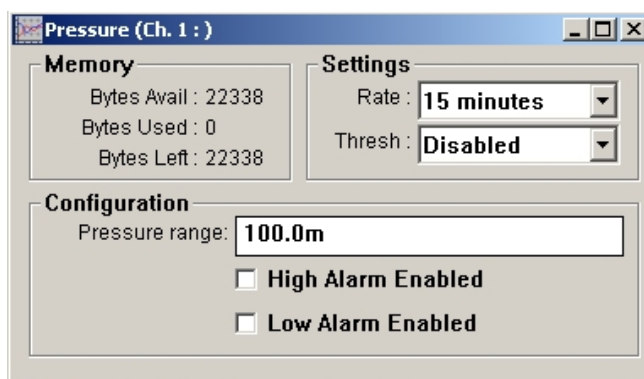 Pressure (Ch. 1 : )
Memory
Bytes Avail : 22338
Bytes Used : 0
Bytes Left : 22338
Settings
Rate : 15 minutes
Thresh : Disabled
Configuration
Pressure range: 100.0m
High Alarm Enabled
Low Alarm Enabled